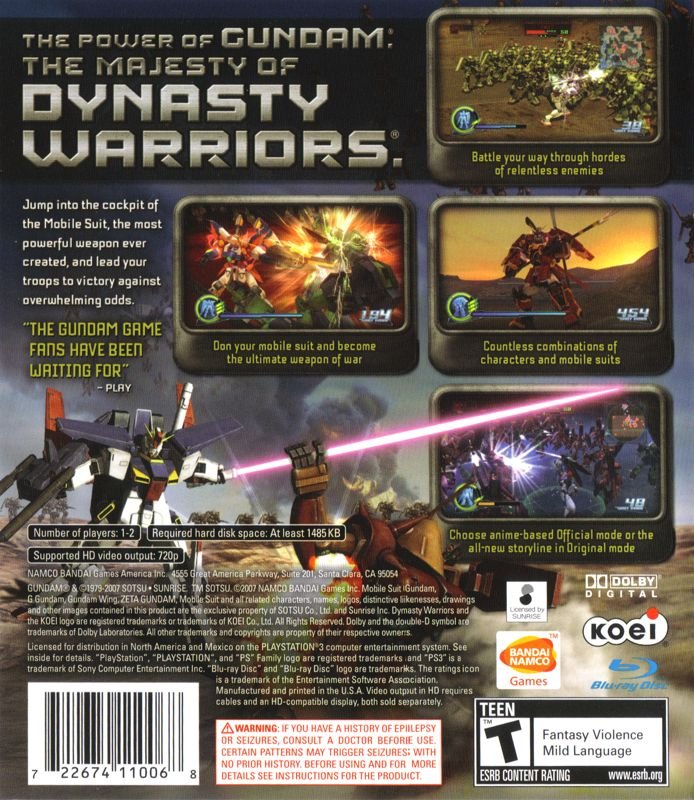 THE POWER OF GUNDAM®.
THE MAJESTY OF
DYNASTY
WARRIORS®.
Battle your way through hordes
of relentless enemies
Jump into the cockpit of
the Mobile Suit, the most
powerful weapon ever
created, and lead your
troops to victory against
overwhelming odds.
"THE GUNDAM GAME
FANS HAVE BEEN
WAITING FOR"
– PLAY
194
Don your mobile suit and become
the ultimate weapon of war
454
Countless combinations of
characters and mobile suits
48
Choose anime-based Official mode or the
all-new storyline in Original mode
Number of players: 1-2
Required hard disk space: At least 1485 KB
Supported HD video output: 720p
NAMCO BANDAI Games America Inc. 4555 Great America Parkway, Suite 201, Santa Clara, CA 95054
GUNDAM® & ©1979-2007 SOTSU • SUNRISE. TM SOTSU. ©2007 NAMCO BANDAI Games Inc. Mobile Suit Gundam,
G Gundam, Gundam Wing, ZETA GUNDAM, Mobile Suit and all related characters, names, logos, distinctive likenesses, drawings
and other images contained in this product are the exclusive property of SOTSU Co., Ltd. and Sunrise Inc. Dynasty Warriors and
the KOEI logo are registered trademarks or trademarks of KOEI Co., Ltd. All Rights Reserved. Dolby and the double-D symbol are
trademarks of Dolby Laboratories. All other trademarks and copyrights are property of their respective owners.
Licensed for distribution in North America and Mexico on the PLAYSTATION®3 computer entertainment system. See
inside for details. "PlayStation", "PLAYSTATION", and "PS" Family logo are registered trademarks and "PS3" is a
trademark of Sony Computer Entertainment Inc. "Blu-ray Disc" and "Blu-ray Disc" logo are trademarks. The ratings icon
is a trademark of the Entertainment Software Association.
Manufactured and printed in the U.S.A. Video output in HD requires
cables and an HD-compatible display, both sold separately.
Licensed by
SUNRISE
DOLBY
DIGITAL
KOEI
BANDAI
NAMCO
Games
Blu-ray Disc
7 22674 11006 8
WARNING: IF YOU HAVE A HISTORY OF EPILEPSY
OR SEIZURES, CONSULT A DOCTOR BEFORE USE.
CERTAIN PATTERNS MAY TRIGGER SEIZURES WITH
NO PRIOR HISTORY. BEFORE USING AND FOR MORE
DETAILS SEE INSTRUCTIONS FOR THE PRODUCT.
TEEN
T
Fantasy Violence
Mild Language
ESRB CONTENT RATING www.esrb.org